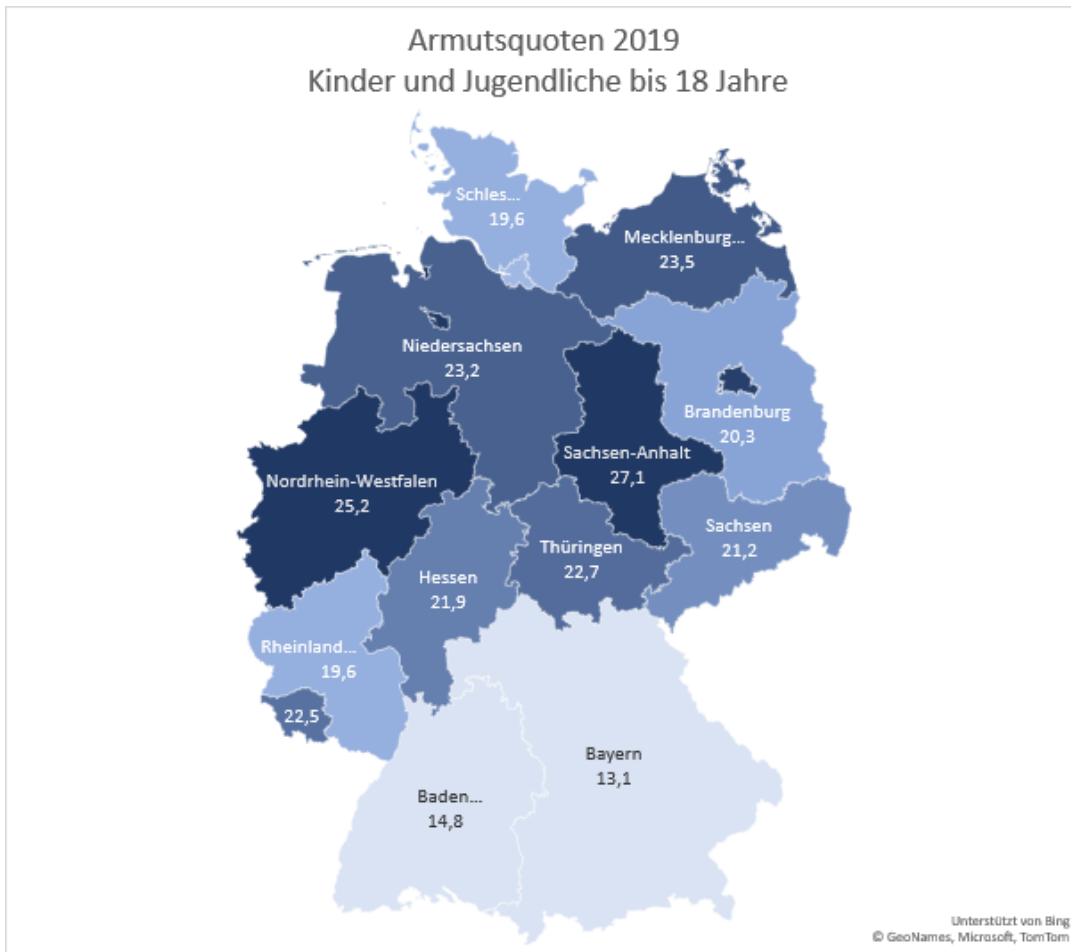 Armutsquoten 2019
Kinder und Jugendliche bis 18 Jahre
Schles...
19,6
Mecklenburg...
23,5
Niedersachsen
23,2
Brandenburg
20,3
Sachsen-Anhalt
27,1
Nordrhein-Westfalen
25,2
Sachsen
21,2
Thüringen
22,7
Hessen
21,9
Rheinland...
19,6
22,5
Bayern
13,1
Baden...
14,8
Unterstützt von Bing
© GeoNames, Microsoft, TomTom